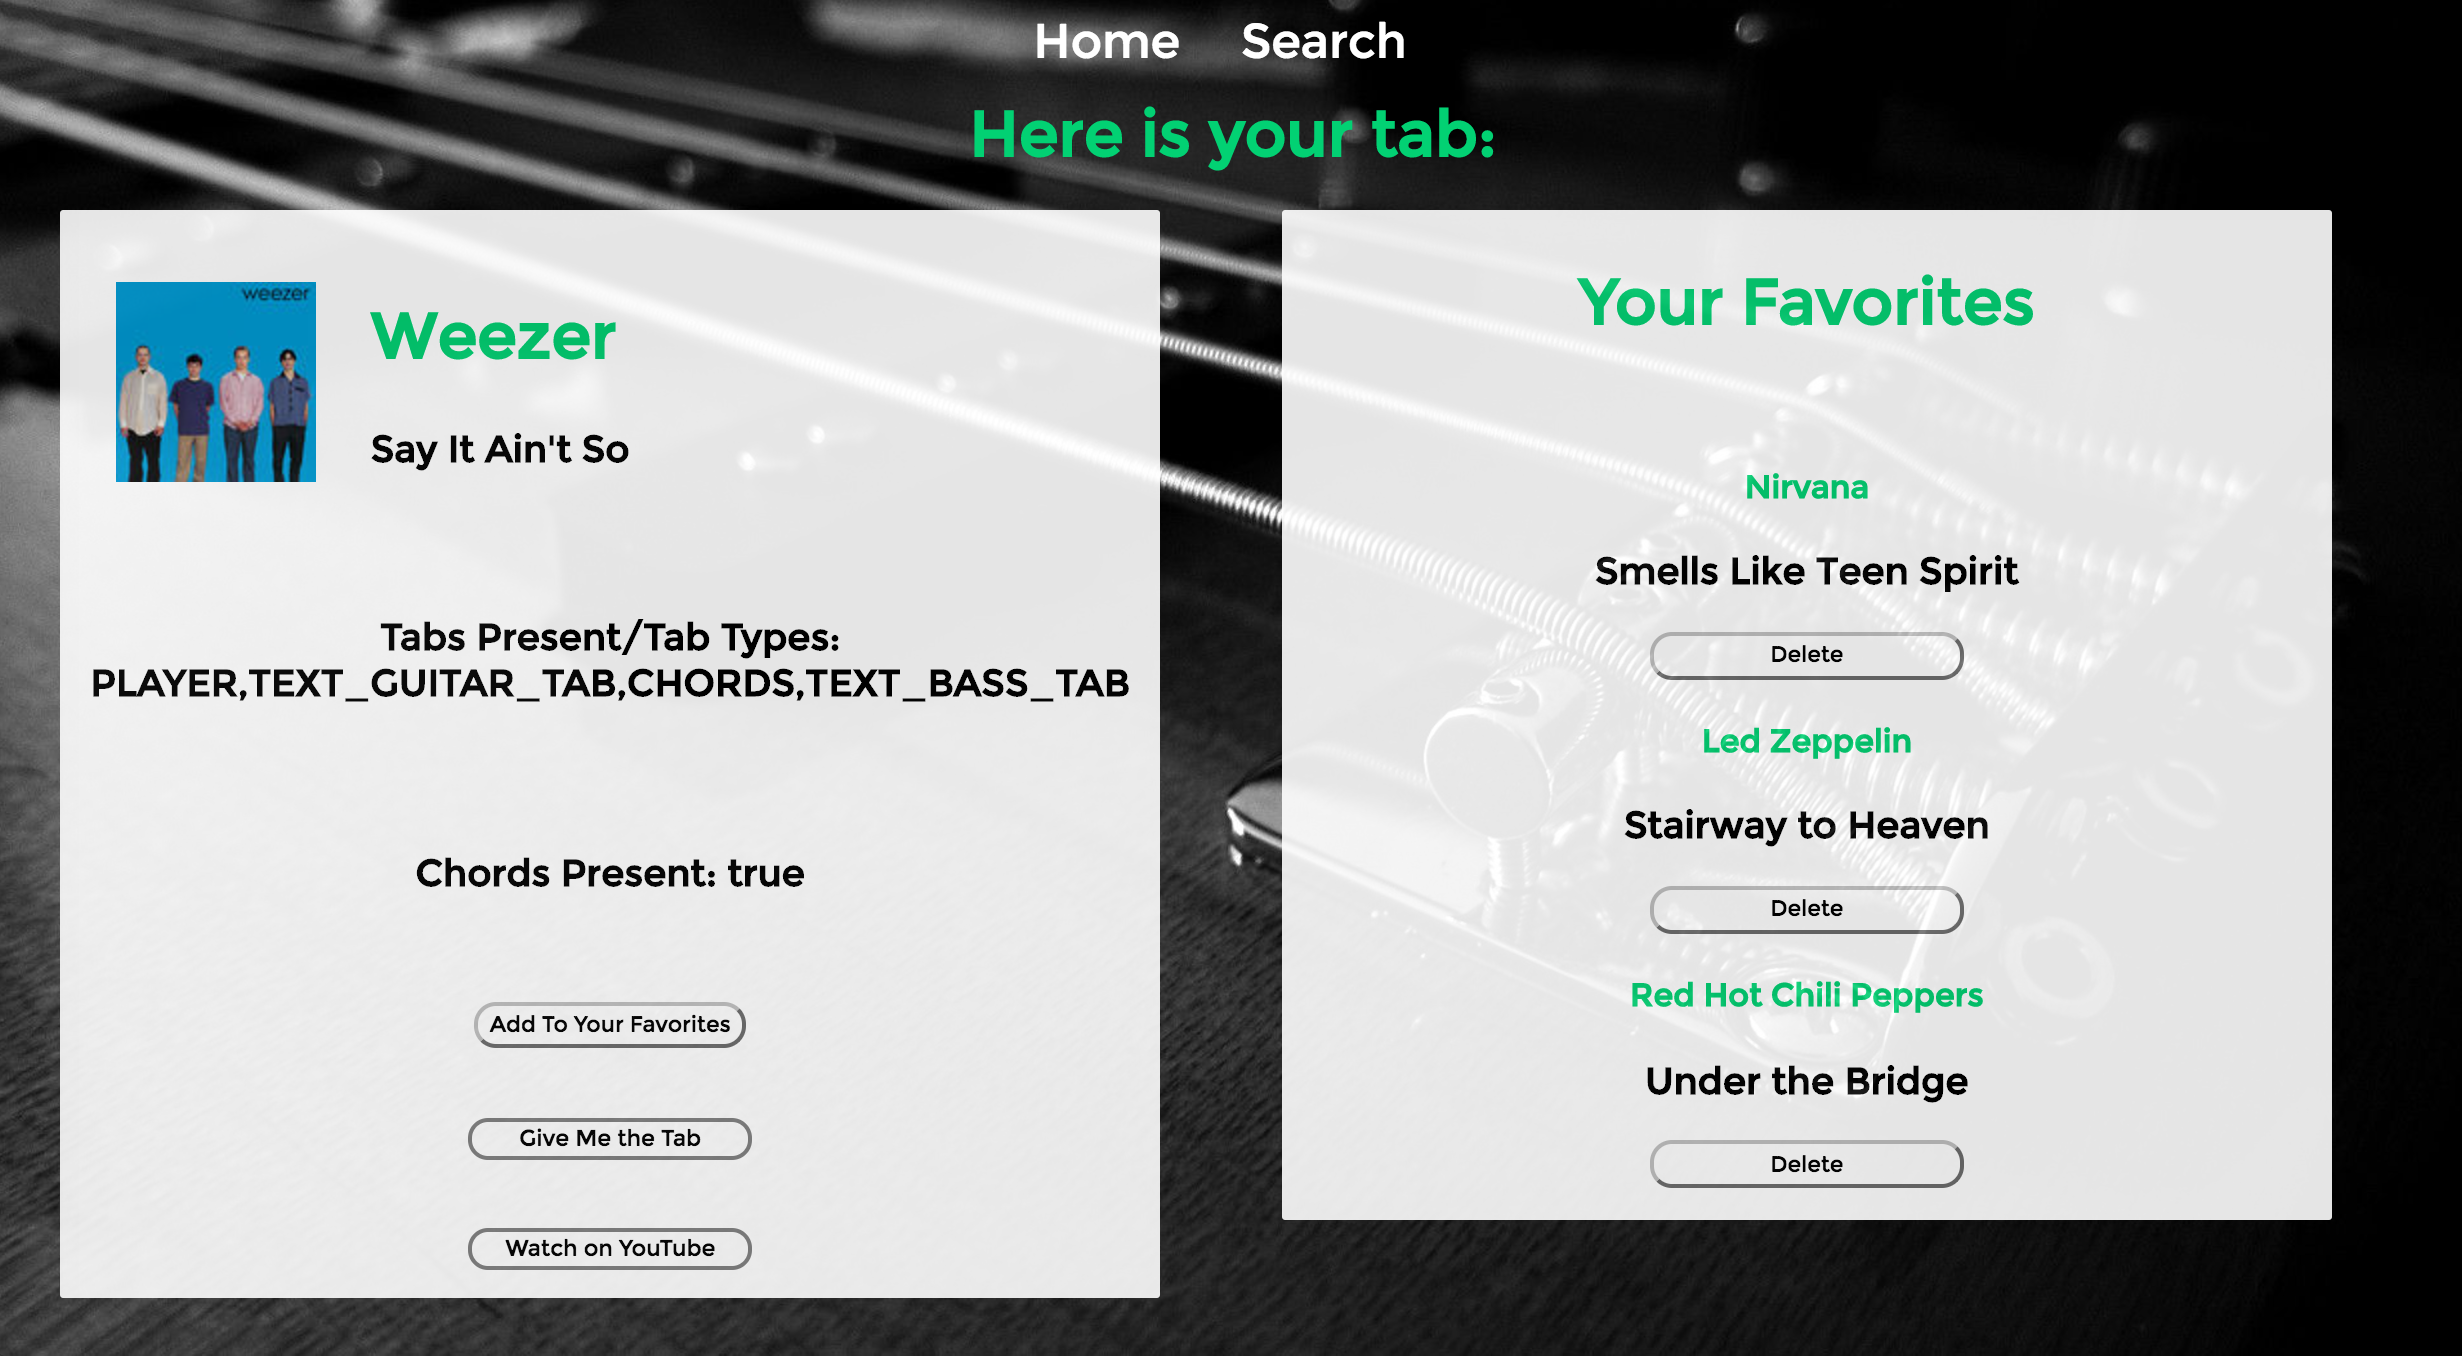 Home Search
Here is your tab:
weezer
Weezer
Say It Ain't So
Tabs Present/Tab Types:
PLAYER,TEXT_GUITAR_TAB,CHORDS,TEXT_BASS_TAB
Chords Present: true
Add To Your Favorites
Give Me the Tab
Watch on YouTube
Your Favorites
Nirvana
Smells Like Teen Spirit
Delete
Led Zeppelin
Stairway to Heaven
Delete
Red Hot Chili Peppers
Under the Bridge
Delete